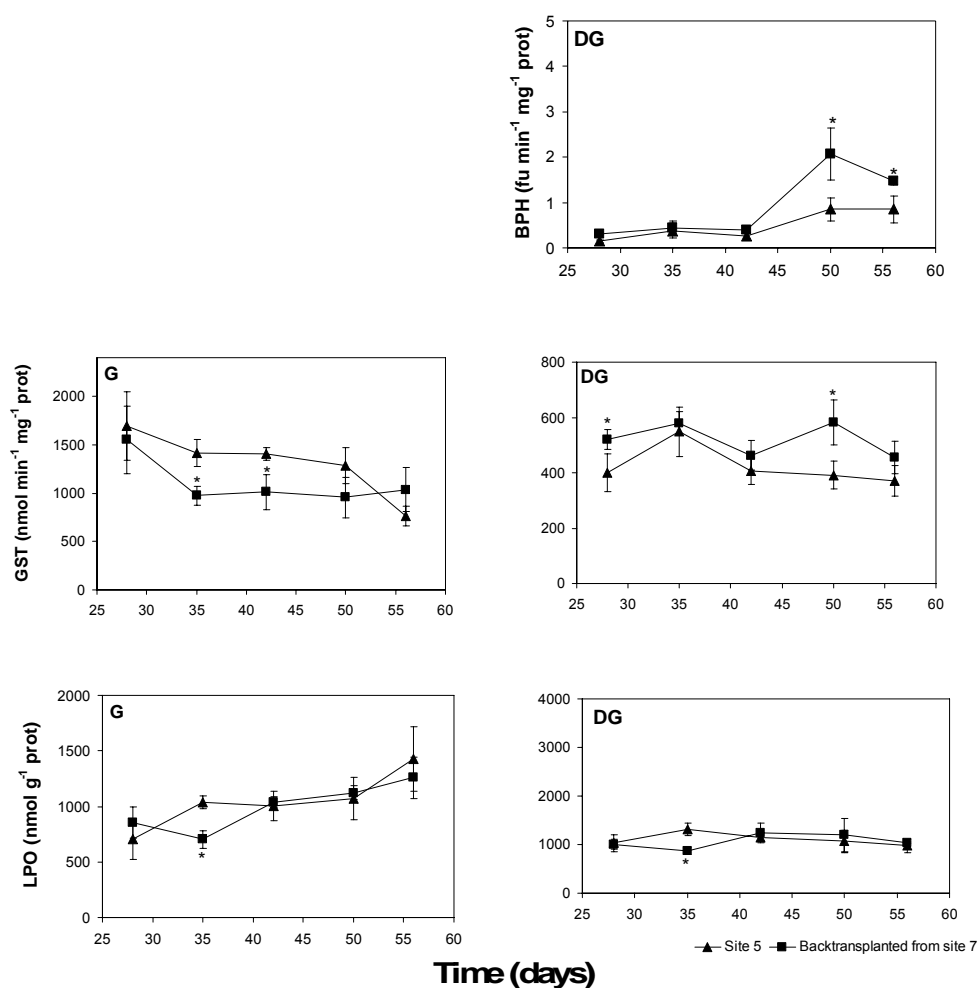 DG
BPH (fu min-1 mg-1 prot)
5
4
3
2
1
0
*
*
25 30 35 40 45 50 55 60
G
GST (nmol min-1 mg-1 prot)
2000
1500
1000
500
0
*
*
25 30 35 40 45 50 55 60
DG
800
600
400
200
0
*
*
25 30 35 40 45 50 55 60
G
LPO (nmol g-1 prot)
2000
1500
1000
500
0
*
25 30 35 40 45 50 55 60
DG
4000
3000
2000
1000
0
*
25 30 35 40 45 50 55 60
Site 5 Backtransplanted from site 7
Time (days)